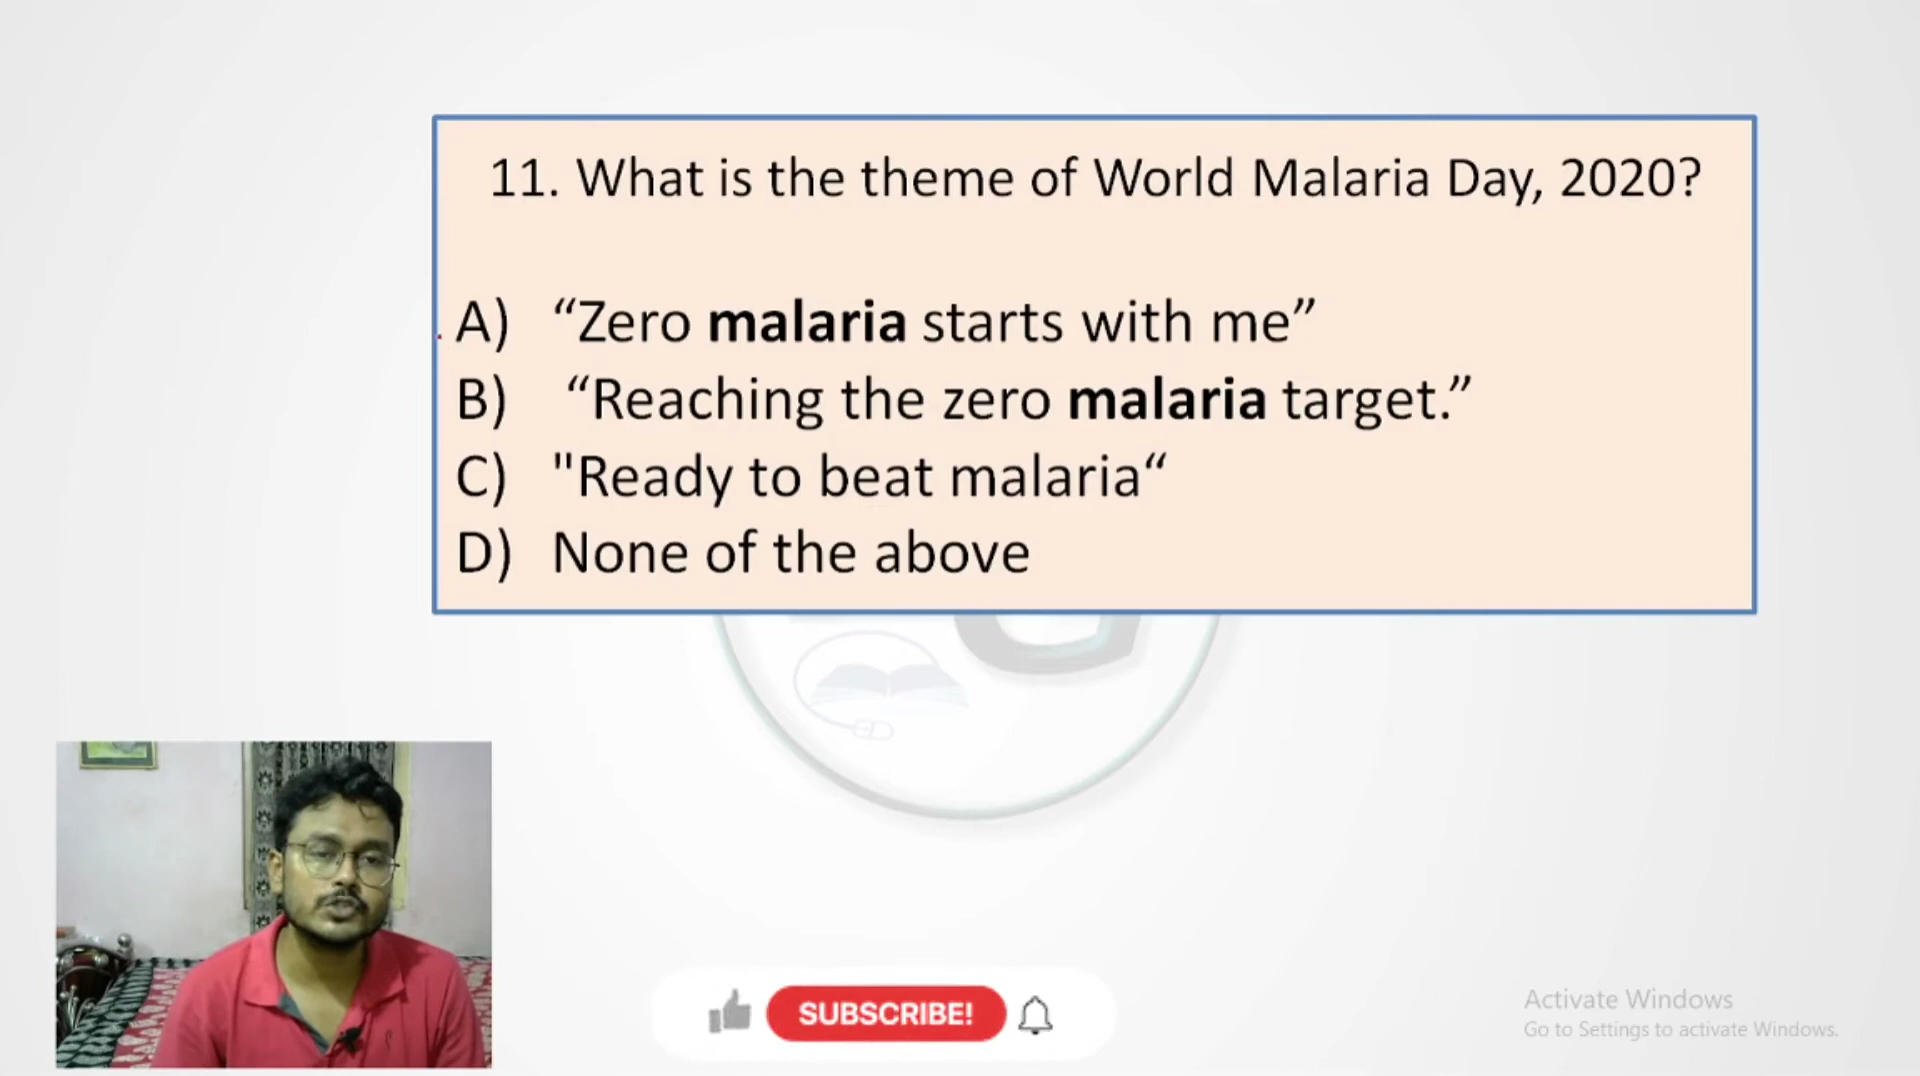 11. What is the theme of World Malaria Day, 2020?
A) “Zero malaria starts with me”
B) “Reaching the zero malaria target.”
C) "Ready to beat malaria“
D) None of the above
SUBSCRIBE!
Activate Windows
Go to Settings to activate Windows.